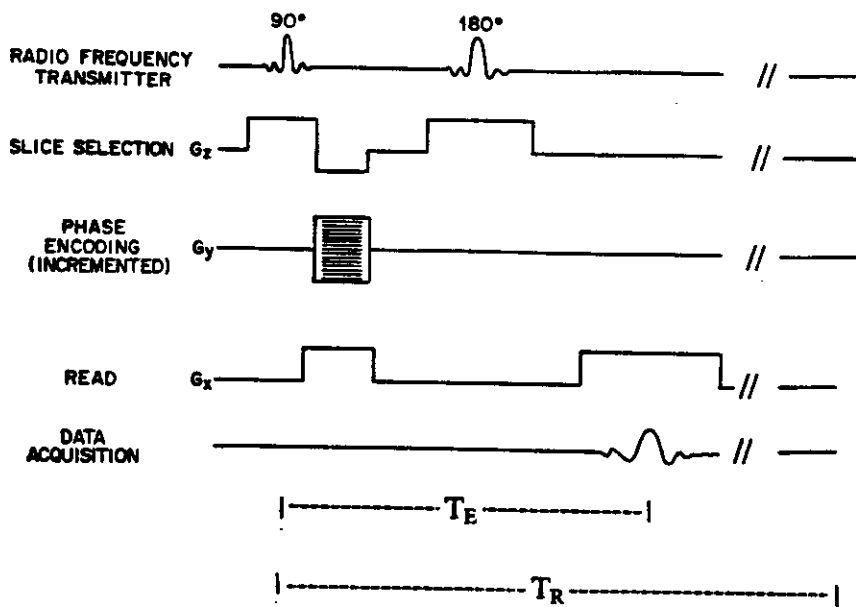 90° 180°
RADIO FREQUENCY
TRANSMITTER
SLICE SELECTION Gz
PHASE
ENCODING Gy
(INCREMENTED)
READ Gx
DATA
ACQUISITION
TE
TR